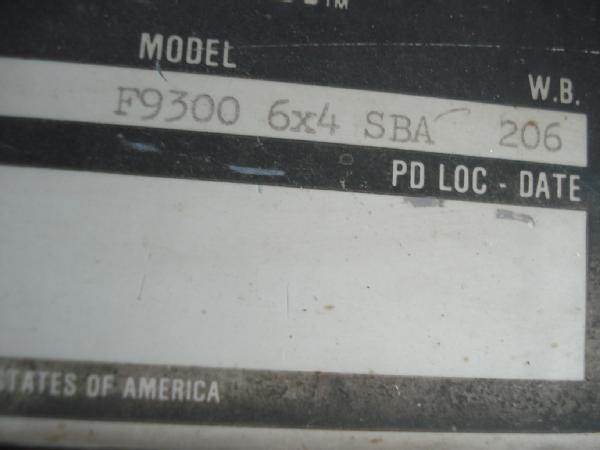 MODEL W.B.
F9300 6x4 SBA 206
PD LOC - DATE
STATES OF AMERICA